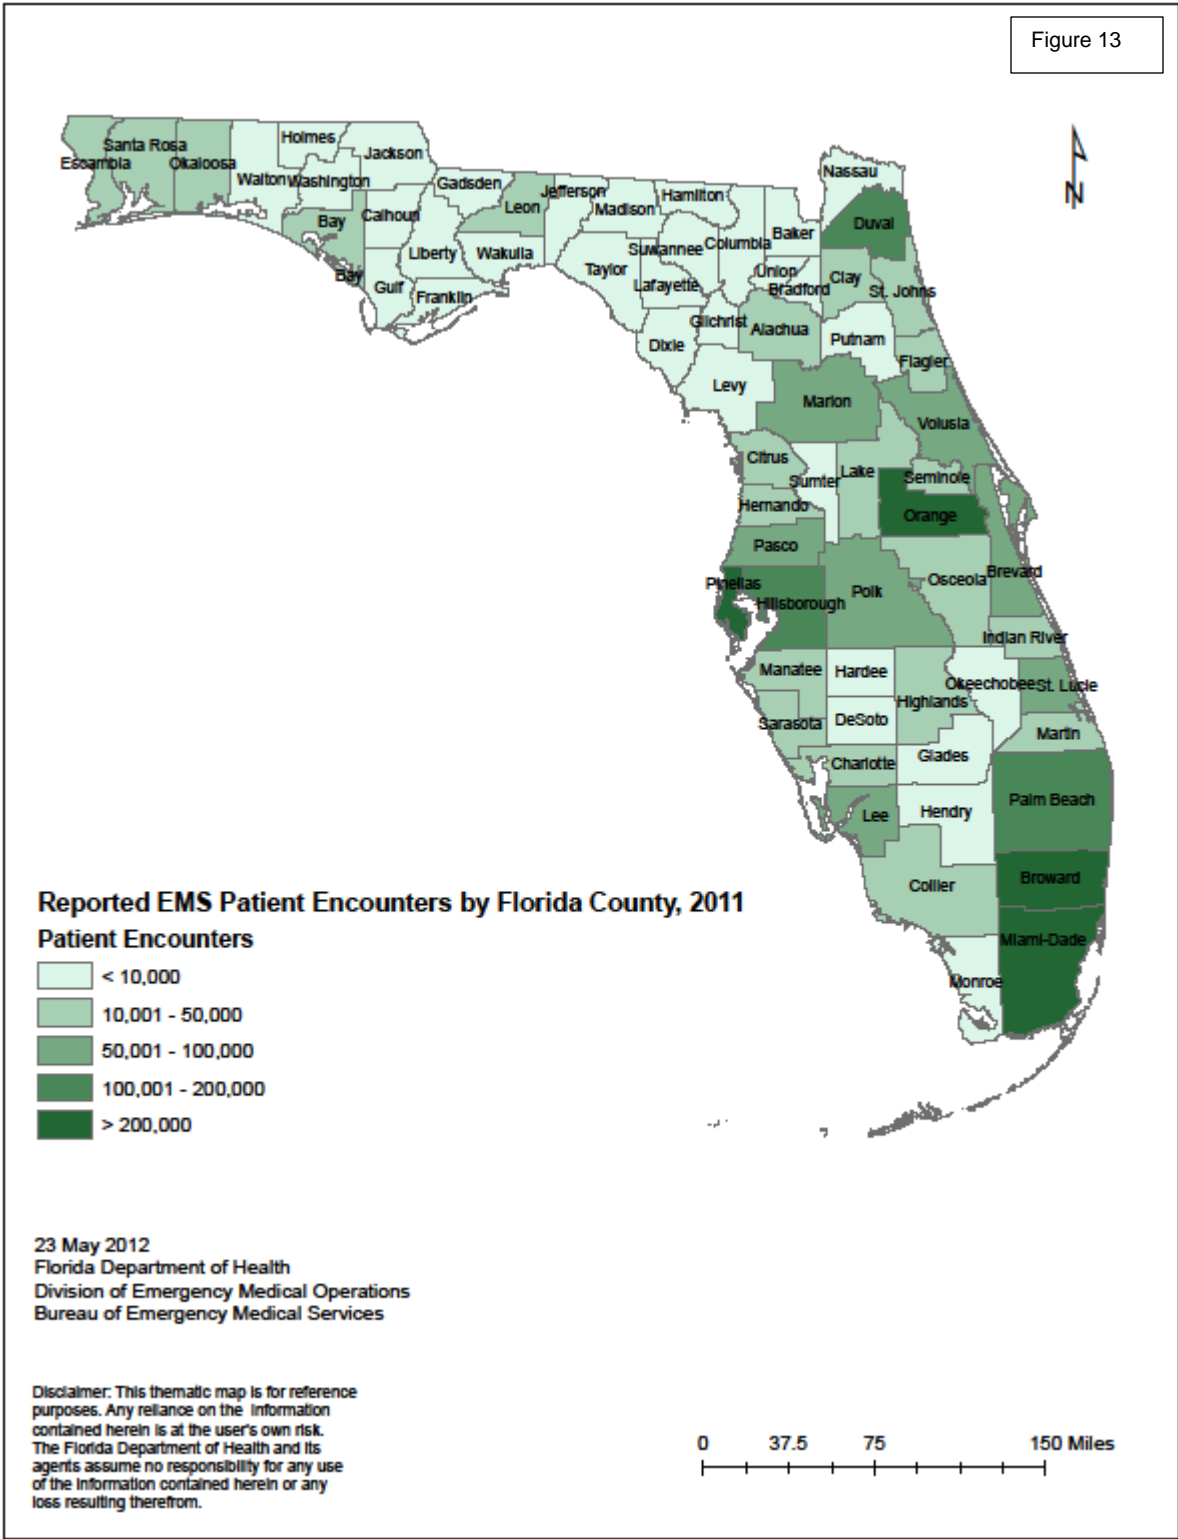 Figure 13
N
Holmes
Santa Rosa
Jackson
Escambia
Okaloosa
Walton
Washington
Gadsden
Jefferson
Hamilton
Nassau
Leon
Madison
Bay
Calhoun
Duval
Baker
Suwannee
Columbia
Liberty
Wakulla
Taylor
Union
Bay
Lafayette
Bradford
Clay
St. Johns
Gulf
Franklin
Gilchrist
Alachua
Putnam
Dixie
Flagler
Levy
Marion
Volusia
Citrus
Lake
Sumter
Seminole
Hernando
Orange
Pasco
Pinellas
Hillsborough
Polk
Osceola
Brevard
Indian River
Manatee
Hardee
Okeechobee
St. Lucie
Highlands
Sarasota
DeSoto
Martin
Charlotte
Glades
Palm Beach
Lee
Hendry
Collier
Broward
Miami-Dade
Monroe
Reported EMS Patient Encounters by Florida County, 2011
Patient Encounters
< 10,000
10,001 - 50,000
50,001 - 100,000
100,001 - 200,000
> 200,000
23 May 2012
Florida Department of Health
Division of Emergency Medical Operations
Bureau of Emergency Medical Services
Disclaimer: This thematic map is for reference
purposes. Any reliance on the information
contained herein is at the user's own risk.
The Florida Department of Health and its
agents assume no responsibility for any use
of the information contained herein or any
loss resulting therefrom.
0 37.5 75 150 Miles